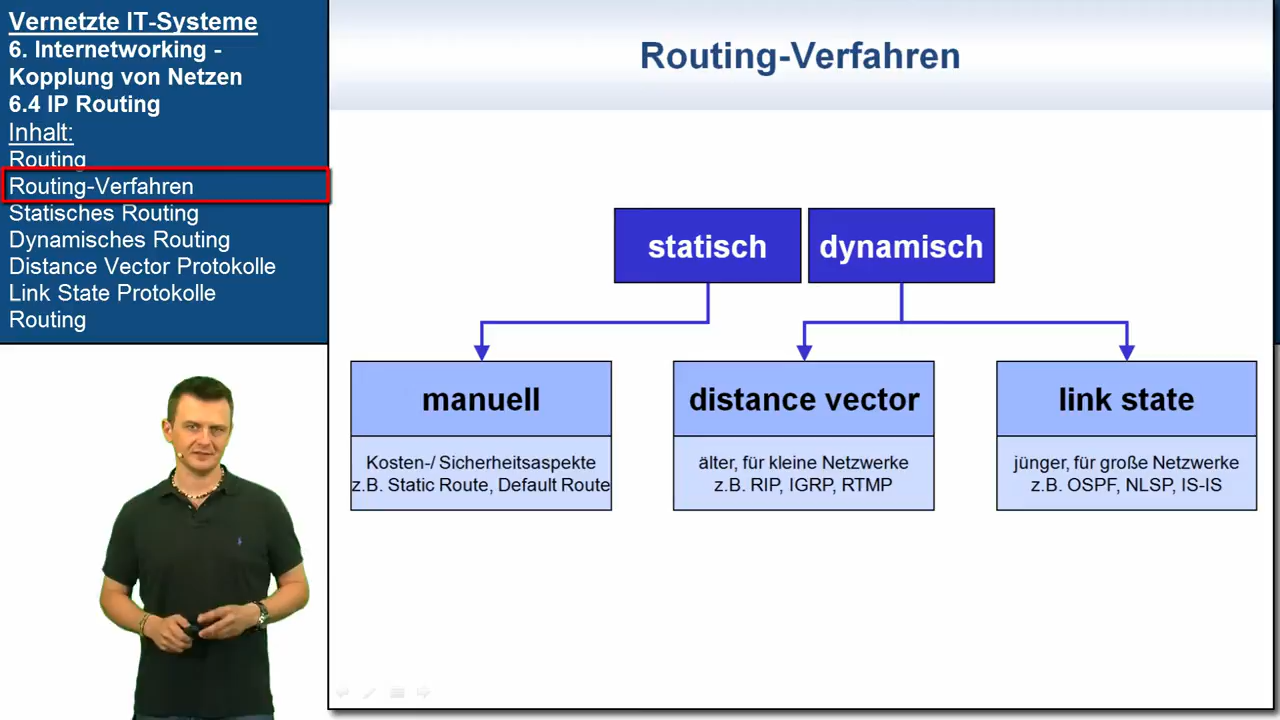 Vernetzte IT-Systeme
6. Internetworking -
Kopplung von Netzen
6.4 IP Routing
Inhalt:
Routing
Routing-Verfahren
Statisches Routing
Dynamisches Routing
Distance Vector Protokolle
Link State Protokolle
Routing
Routing-Verfahren
statisch
dynamisch
manuell
Kosten-/ Sicherheitsaspekte
z.B. Static Route, Default Route
distance vector
älter, für kleine Netzwerke
z.B. RIP, IGRP, RTMP
link state
jünger, für große Netzwerke
z.B. OSPF, NLSP, IS-IS